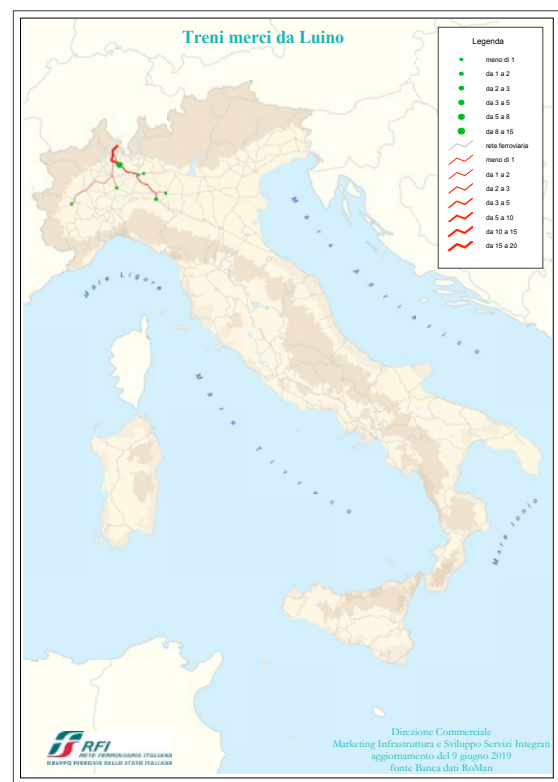 Treni merci da Luino
Legenda
meno di 1
da 1 a 2
da 2 a 3
da 3 a 5
da 5 a 8
da 8 a 15
rete ferroviaria
meno di 1
da 1 a 2
da 2 a 3
da 3 a 5
da 5 a 10
da 10 a 15
da 15 a 20
Mare Ligure
Mare Adriatico
Mare Tirreno
Mare Ionio
RFI
RETE FERROVIARIA ITALIANA
GRUPPO FERROVIE DELLO STATO ITALIANE
Direzione Commerciale
Marketing Infrastruttura e Sviluppo Servizi Integrati
aggiornamento del 9 giugno 2019
fonte Banca dati RoMan